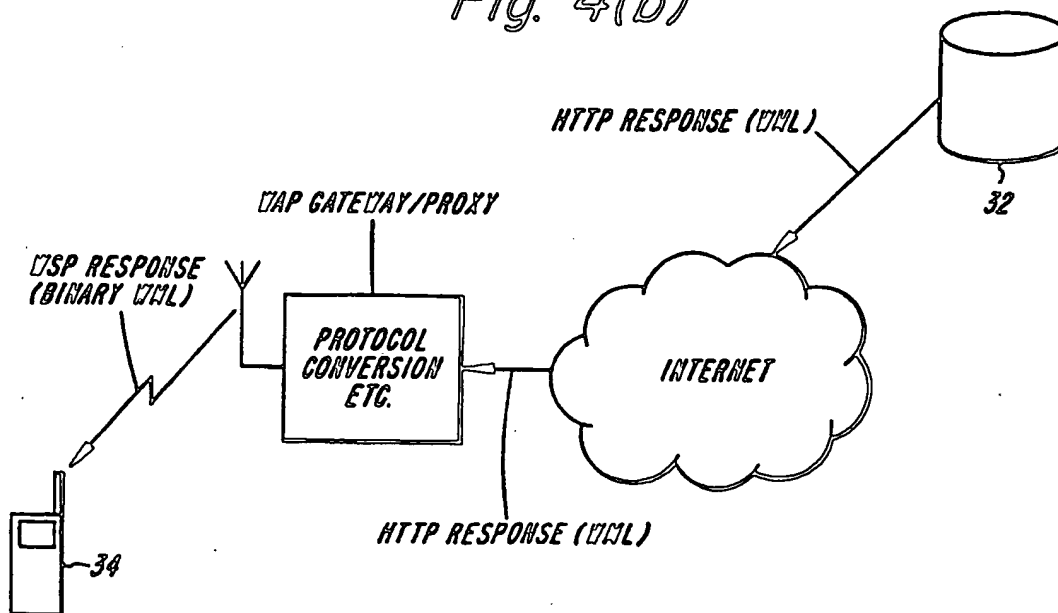 Fig. 4(b)
HTTP RESPONSE (WML)
32
WAP GATEWAY/PROXY
WSP RESPONSE
(BINARY WML)
PROTOCOL
CONVERSION
ETC.
INTERNET
HTTP RESPONSE (WML)
34